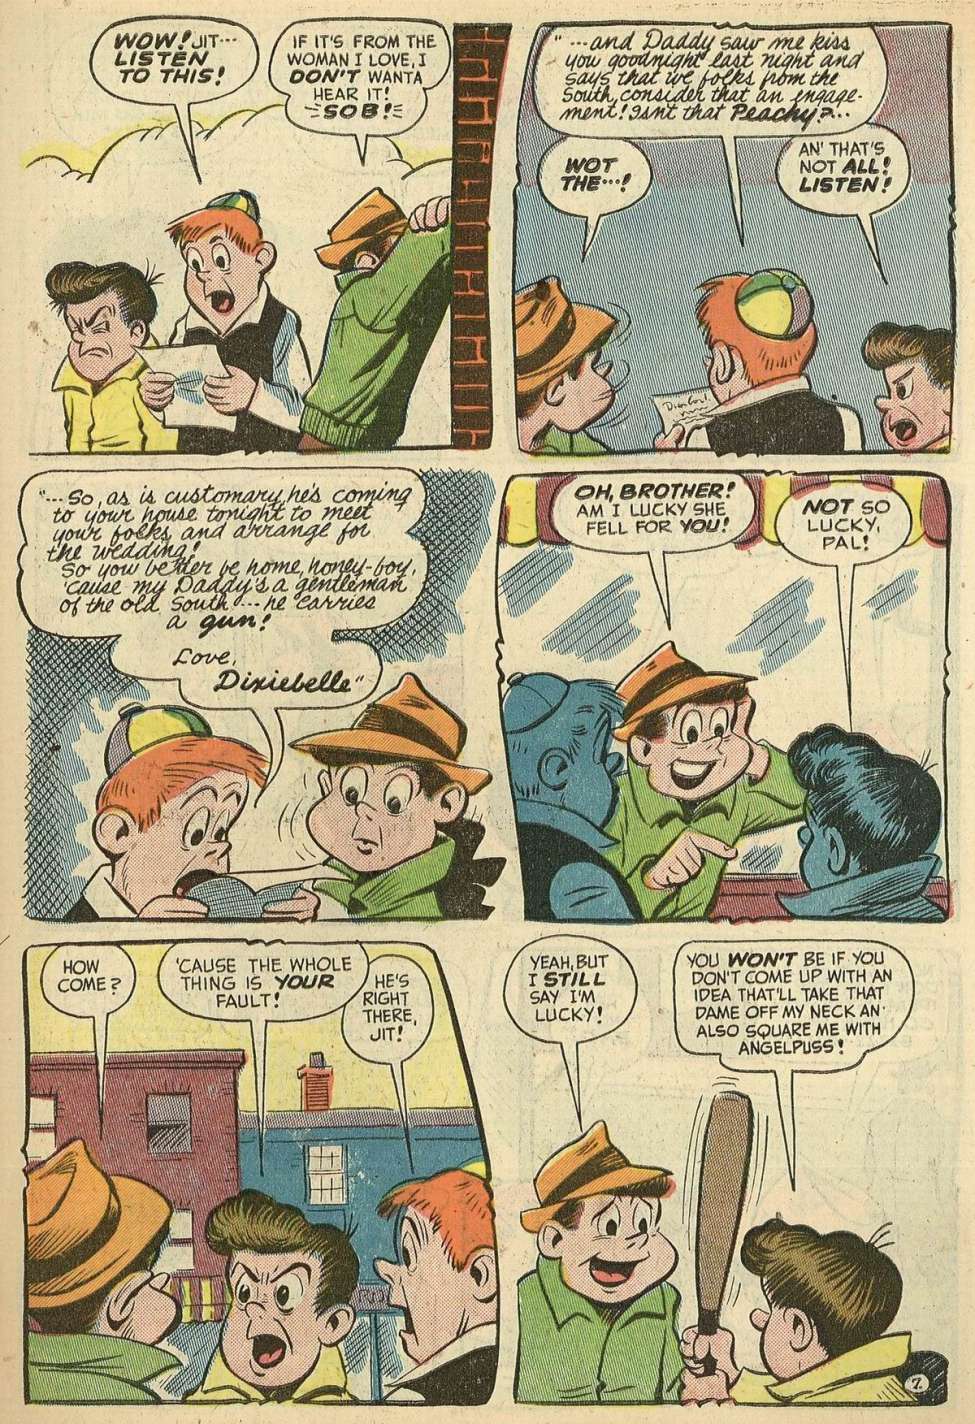 WOW! JIT---
LISTEN
TO THIS!
IF IT'S FROM THE
WOMAN I LOVE, I
DON'T WANTA
HEAR IT!
SOB!
"---and Daddy saw me kiss
you goodnight last night and
says that we folks from the
South, consider that an engage-
ment! Isnt that Peachy?---
WOT
THE---!
AN' THAT'S
NOT ALL!
LISTEN!
"---So, as is customary, he's coming
to your house tonight to meet
your folks and arrange for
the wedding!
So you better be home, honey-boy,
'cause my Daddy's a gentleman
of the old South---he carries
a gun!
Love,
Dixiebelle"
OH, BROTHER!
AM I LUCKY SHE
FELL FOR YOU!
NOT SO
LUCKY,
PAL!
HOW
COME?
'CAUSE THE WHOLE
THING IS YOUR
FAULT!
HE'S
RIGHT
THERE,
JIT!
YEAH, BUT
I STILL
SAY I'M
LUCKY!
YOU WON'T BE IF YOU
DON'T COME UP WITH AN
IDEA THAT'LL TAKE THAT
DAME OFF MY NECK AN'
ALSO SQUARE ME WITH
ANGELPUSS!
7.